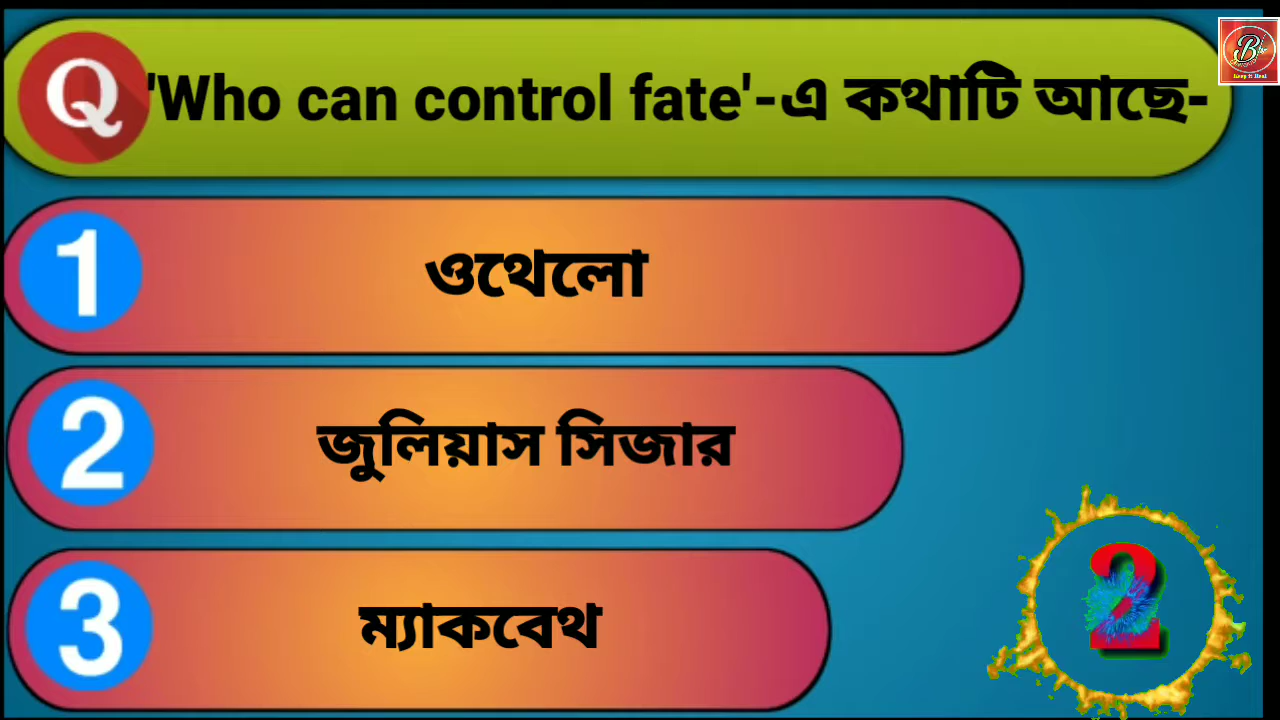 Q 'Who can control fate'-এ কথাটি আছে-
1 ওথেলো
2 জুলিয়াস সিজার
3 ম্যাকবেথ
2